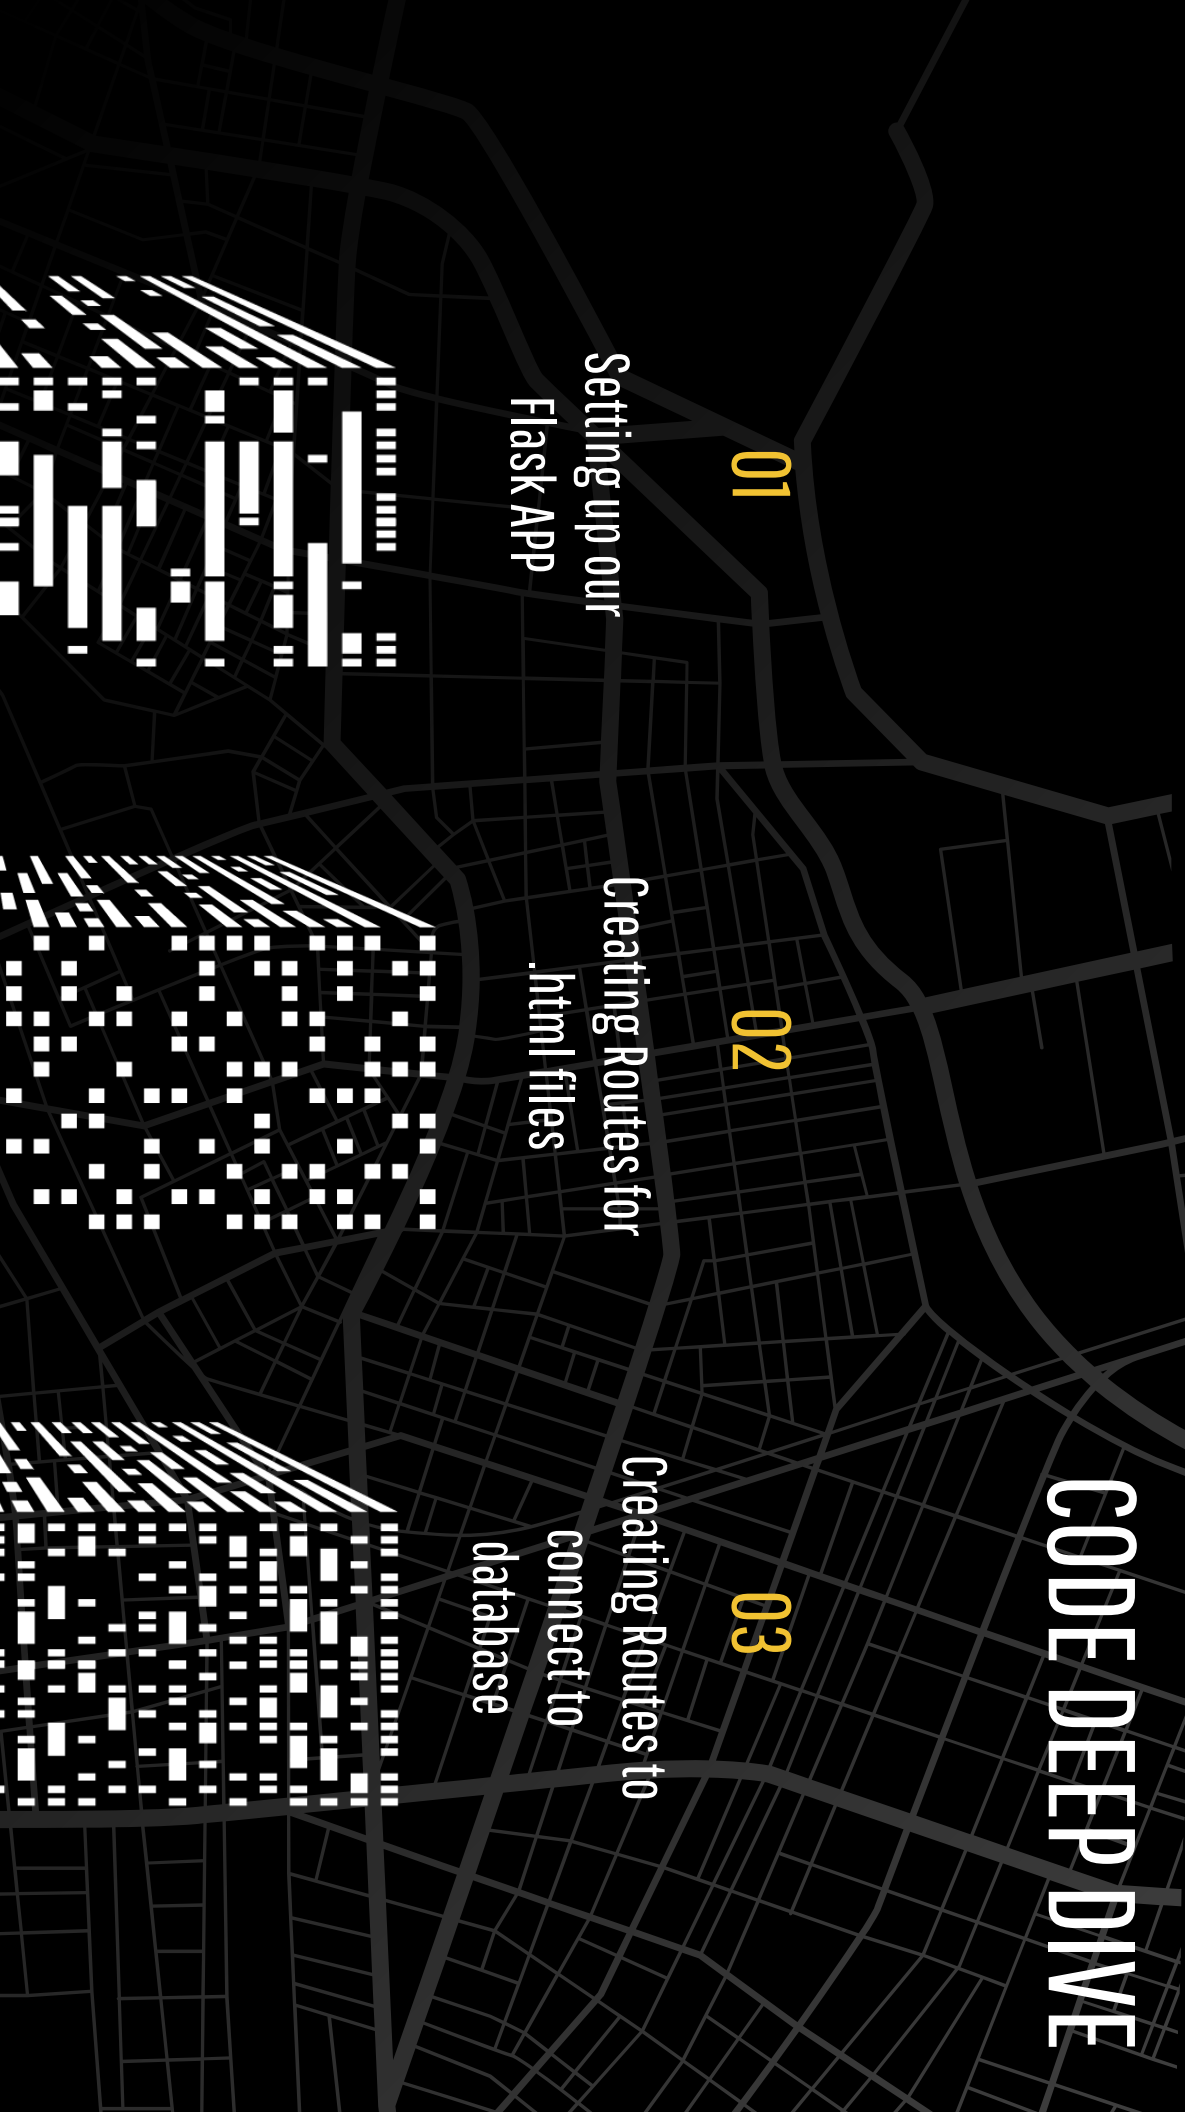 CODE DEEP DIVE
01
Setting up our
Flask App
02
Creating Routes for
.html files
03
Creating Routes to
connect to
database